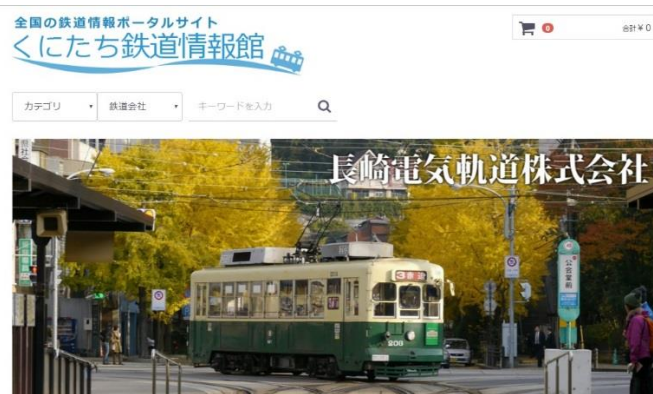 全国の鉄道情報ポータルサイト
くにたち鉄道情報館
0
合計￥0
カテゴリ
鉄道会社
キーワードを入力
長崎電気軌道株式会社
公会堂前
3
206